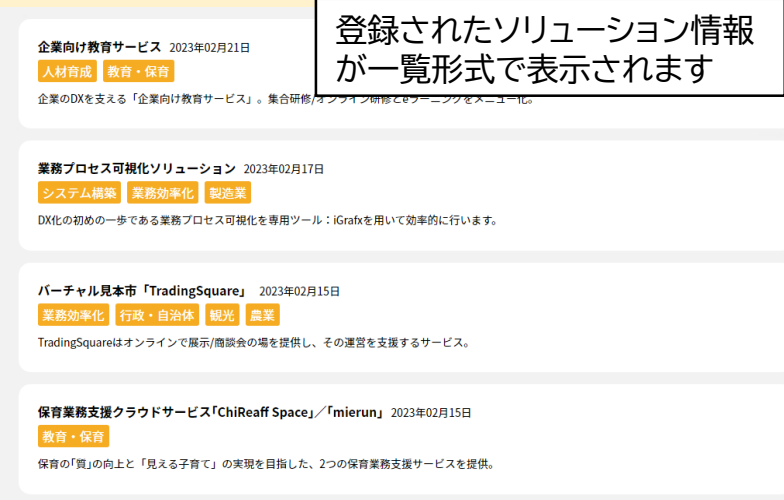 登録されたソリューション情報
が一覧形式で表示されます
企業向け教育サービス 2023年02月21日
人材育成 教育・保育
企業のDXを支える「企業向け教育サービス」。集合研修/オンライン研修とeラーニングをメニュー化。
業務プロセス可視化ソリューション 2023年02月17日
システム構築 業務効率化 製造業
DX化の初めの一歩である業務プロセス可視化を専用ツール：iGrafxを用いて効率的に行います。
バーチャル見本市「TradingSquare」 2023年02月15日
業務効率化 行政・自治体 観光 農業
TradingSquareはオンラインで展示/商談会の場を提供し、その運営を支援するサービス。
保育業務支援クラウドサービス「ChiReaff Space」／「mierun」 2023年02月15日
教育・保育
保育の「質」の向上と「見える子育て」の実現を目指した、2つの保育業務支援サービスを提供。